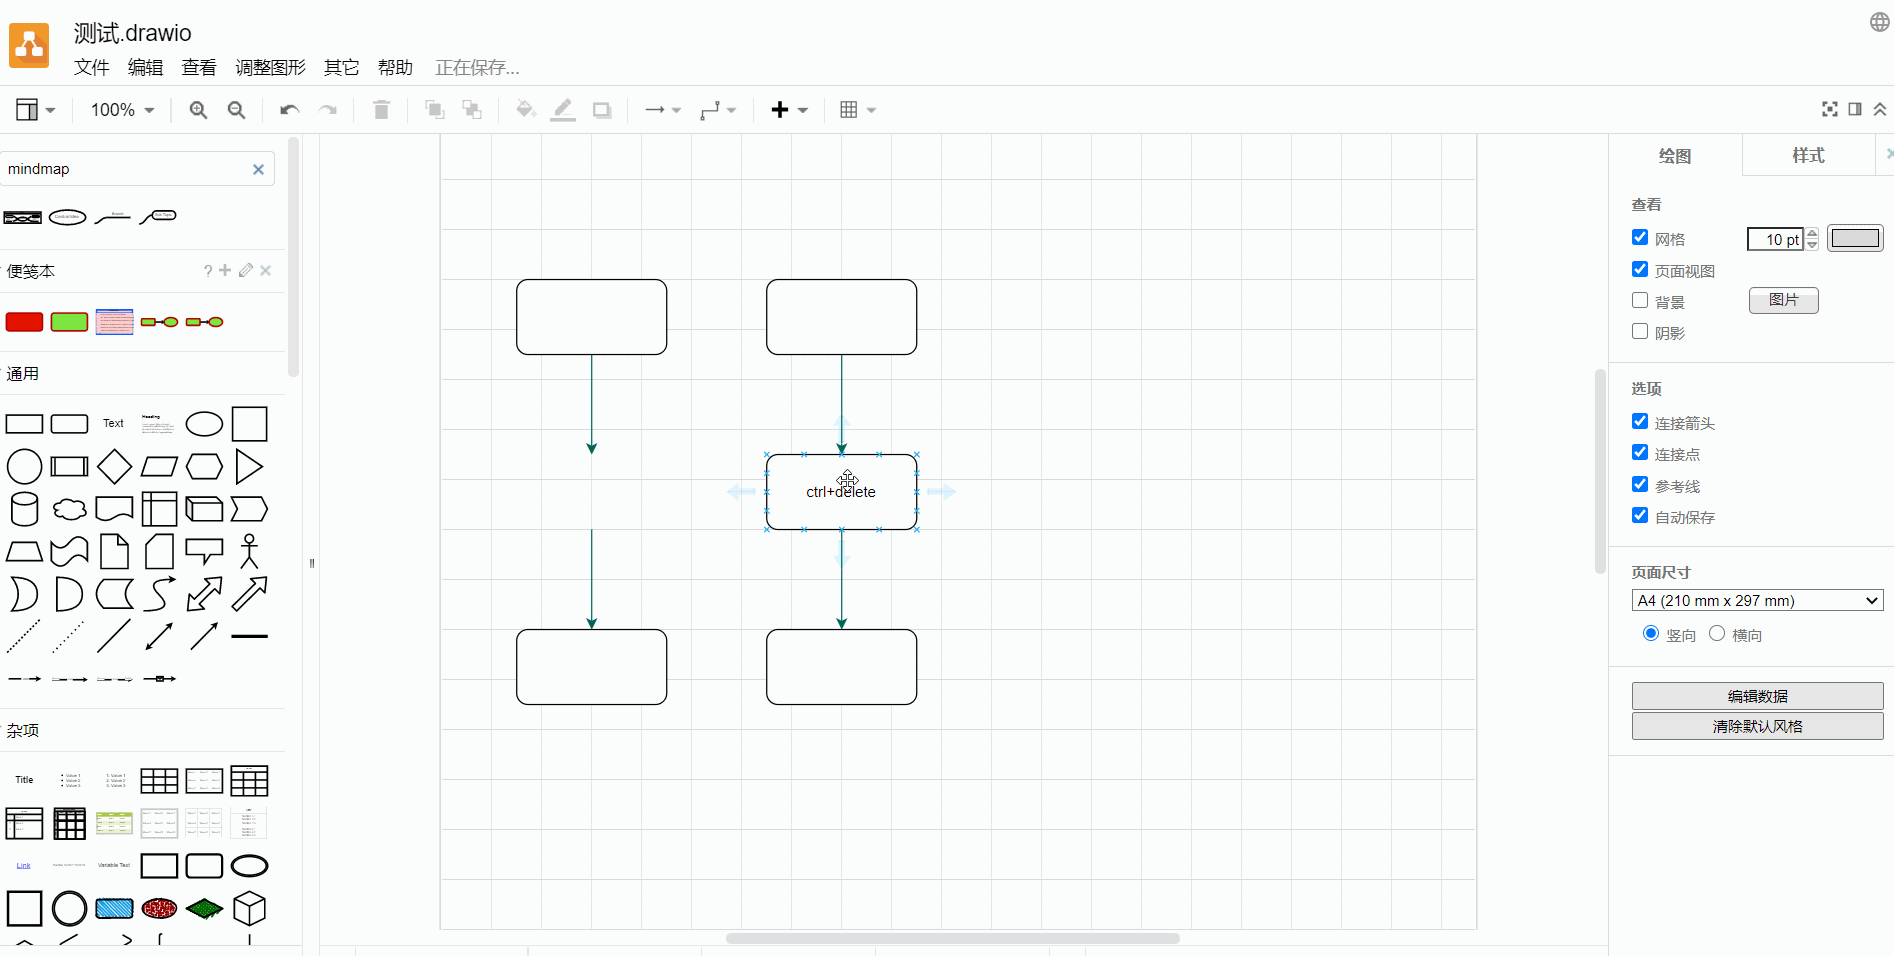 测试.drawio
文件 编辑 查看 调整图形 其它 帮助 正在保存...
100%
mindmap
便笺本
?
通用
Text
Heading
杂项
Title
Link
Variable Text
ctrl+delete
绘图 样式
查看
网格 10 pt
页面视图
背景 图片
阴影
选项
连接箭头
连接点
参考线
自动保存
页面尺寸
A4 (210 mm x 297 mm)
竖向 横向
编辑数据
清除默认风格